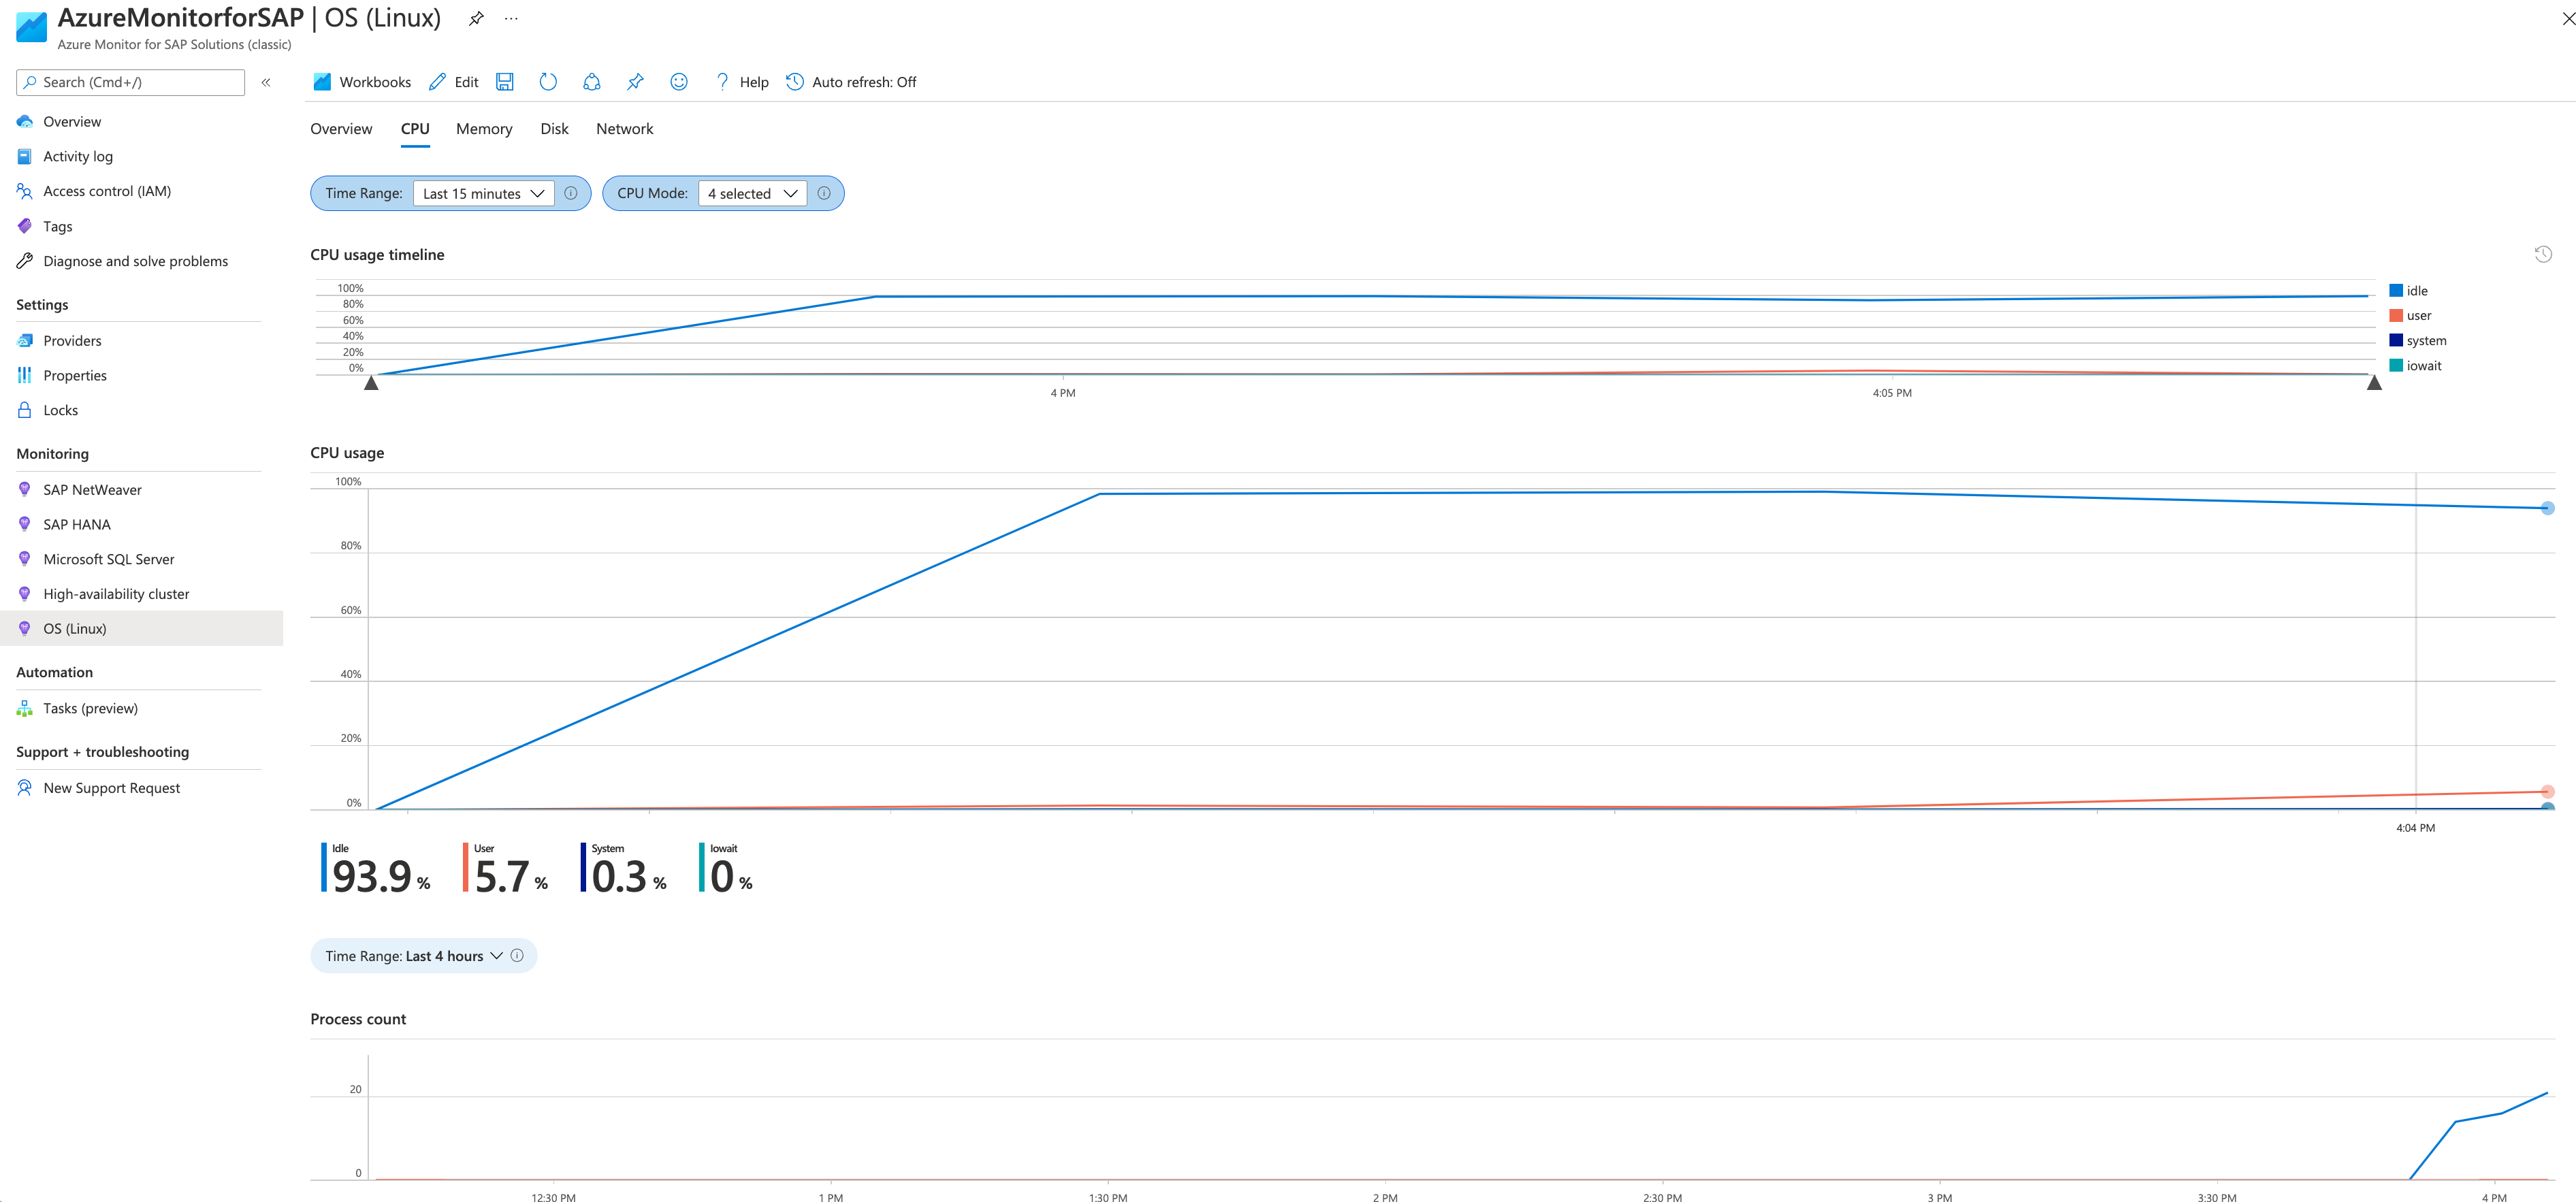 AzureMonitorforSAP | OS (Linux) ...
Azure Monitor for SAP Solutions (classic)
Search (Cmd+/)
«
Overview
Activity log
Access control (IAM)
Tags
Diagnose and solve problems
Settings
Providers
Properties
Locks
Monitoring
SAP NetWeaver
SAP HANA
Microsoft SQL Server
High-availability cluster
OS (Linux)
Automation
Tasks (preview)
Support + troubleshooting
New Support Request
Workbooks Edit ? Help Auto refresh: Off
Overview CPU Memory Disk Network
Time Range: Last 15 minutes CPU Mode: 4 selected
CPU usage timeline
100%
80%
60%
40%
20%
0%
4 PM 4:05 PM
idle
user
system
iowait
CPU usage
100%
80%
60%
40%
20%
0%
4:04 PM
Idle User System Iowait
93.9 % 5.7 % 0.3 % 0 %
Time Range: Last 4 hours
Process count
20
0
12:30 PM 1 PM 1:30 PM 2 PM 2:30 PM 3 PM 3:30 PM 4 PM